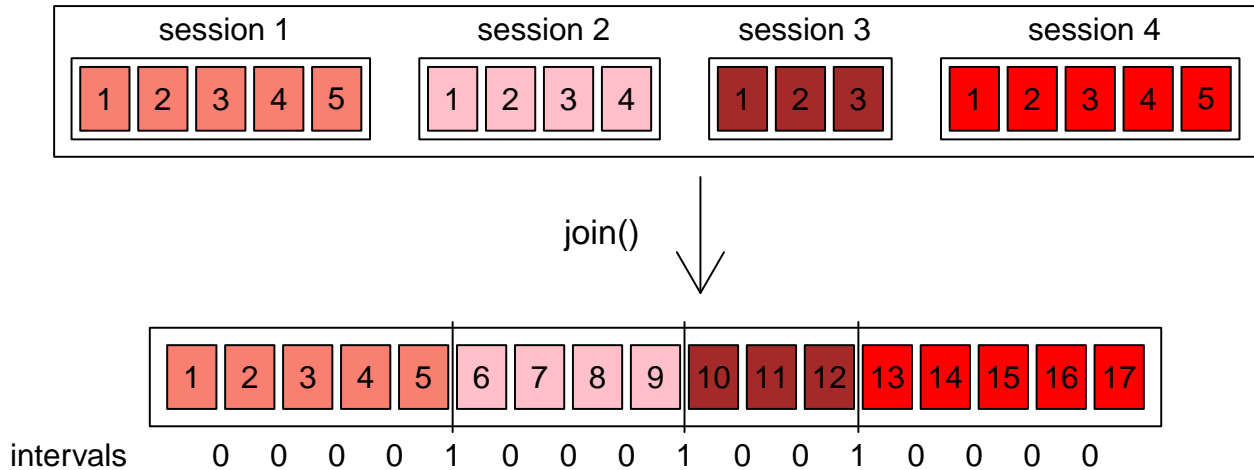 session 1 session 2 session 3 session 4
1 2 3 4 5 1 2 3 4 1 2 3 1 2 3 4 5
join()
1 2 3 4 5 6 7 8 9 10 11 12 13 14 15 16 17
intervals 0 0 0 0 1 0 0 0 1 0 0 1 0 0 0 0